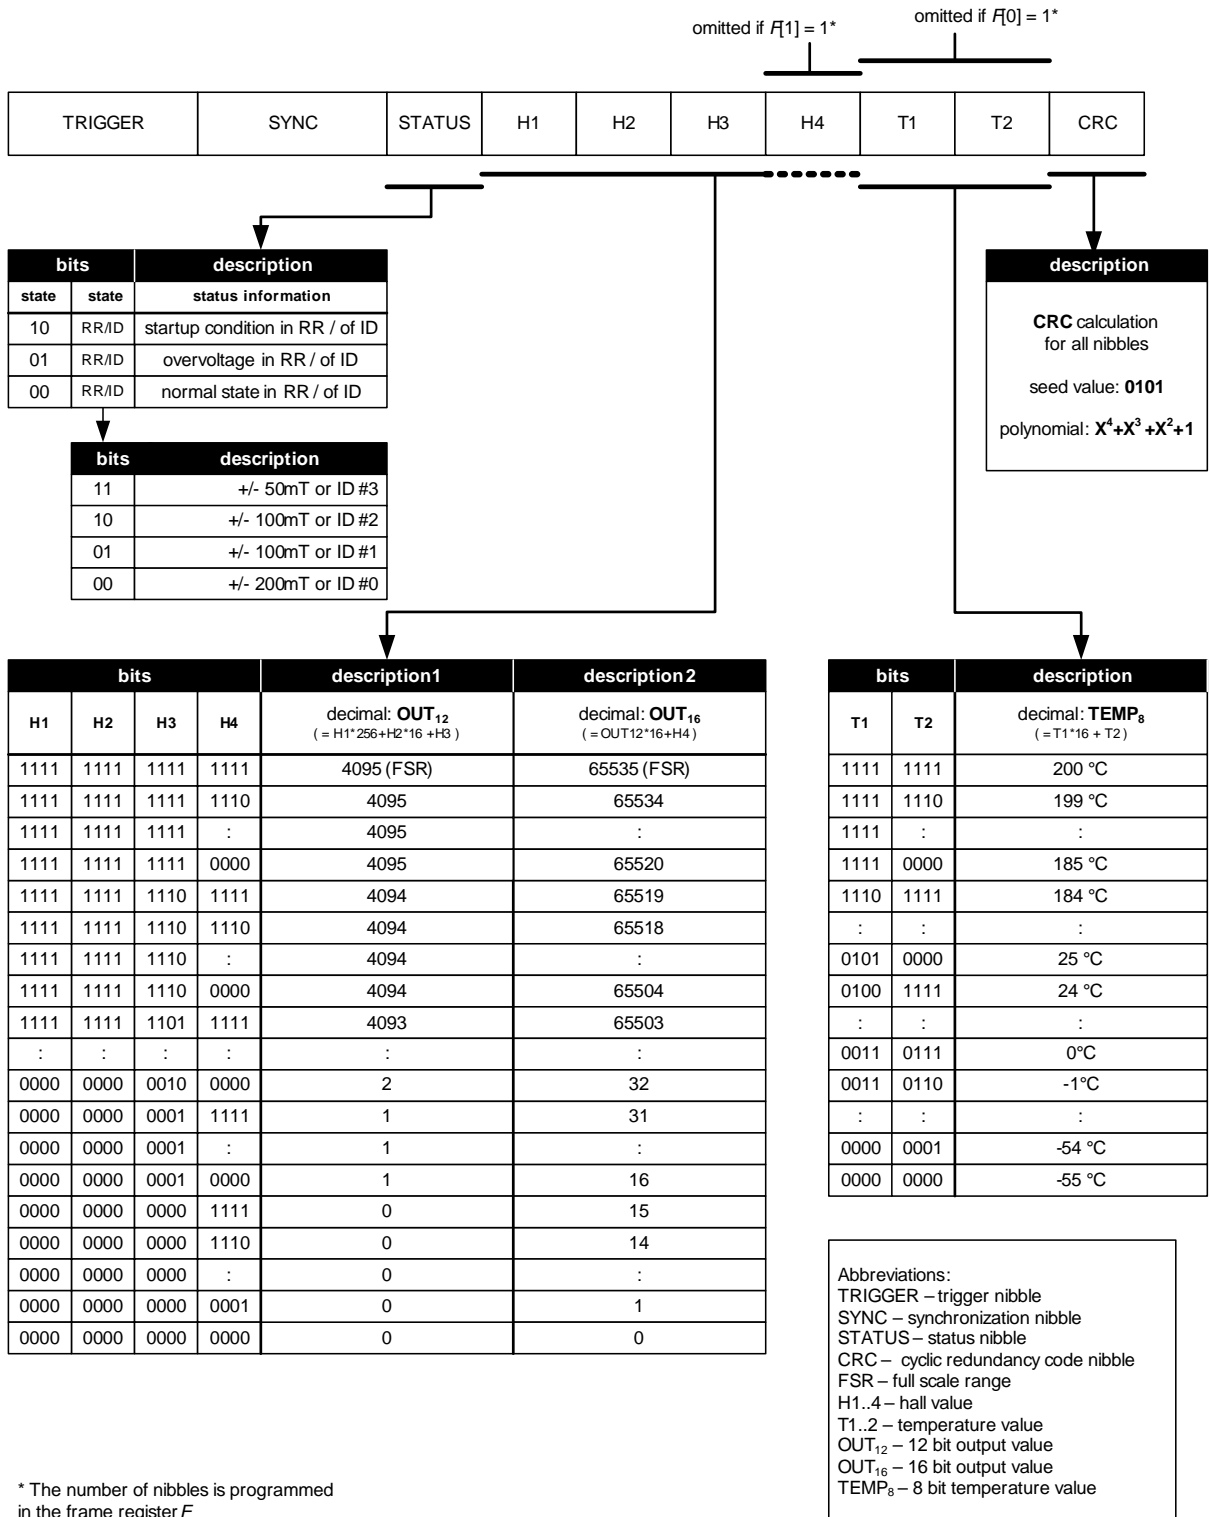 omitted if F[1] = 1*
omitted if F[0] = 1*
TRIGGER SYNC STATUS H1 H2 H3 H4 T1 T2 CRC
bits description
state state status information
10 RR/ID startup condition in RR / of ID
01 RR/ID overvoltage in RR / of ID
00 RR/ID normal state in RR / of ID
bits description
11 +/- 50mT or ID #3
10 +/- 100mT or ID #2
01 +/- 100mT or ID #1
00 +/- 200mT or ID #0
description
CRC calculation
for all nibbles
seed value: 0101
polynomial: X⁴+X³+X²+1
bits description1 description 2
H1 H2 H3 H4 decimal: OUT₁₂ decimal: OUT₁₆
( = H1*256+H2*16 +H3 ) ( =OUT12*16+H4 )
1111 1111 1111 1111 4095 (FSR) 65535 (FSR)
1111 1111 1111 1110 4095 65534
1111 1111 1111 : 4095 :
1111 1111 1111 0000 4095 65520
1111 1111 1110 1111 4094 65519
1111 1111 1110 1110 4094 65518
1111 1111 1110 : 4094 :
1111 1111 1110 0000 4094 65504
1111 1111 1101 1111 4093 65503
: : : : : :
0000 0000 0010 0000 2 32
0000 0000 0001 1111 1 31
0000 0000 0001 : 1 :
0000 0000 0001 0000 1 16
0000 0000 0000 1111 0 15
0000 0000 0000 1110 0 14
0000 0000 0000 : 0 :
0000 0000 0000 0001 0 1
0000 0000 0000 0000 0 0
bits description
T1 T2 decimal: TEMP₈
( =T1*16 + T2 )
1111 1111 200 °C
1111 1110 199 °C
1111 : :
1111 0000 185 °C
1110 1111 184 °C
: : :
0101 0000 25 °C
0100 1111 24 °C
: : :
0011 0111 0°C
0011 0110 -1°C
: : :
0000 0001 -54 °C
0000 0000 -55 °C
Abbreviations:
TRIGGER – trigger nibble
SYNC – synchronization nibble
STATUS – status nibble
CRC – cyclic redundancy code nibble
FSR – full scale range
H1..4 – hall value
T1..2 – temperature value
OUT₁₂ – 12 bit output value
OUT₁₆ – 16 bit output value
TEMP₈ – 8 bit temperature value
* The number of nibbles is programmed
in the frame register F